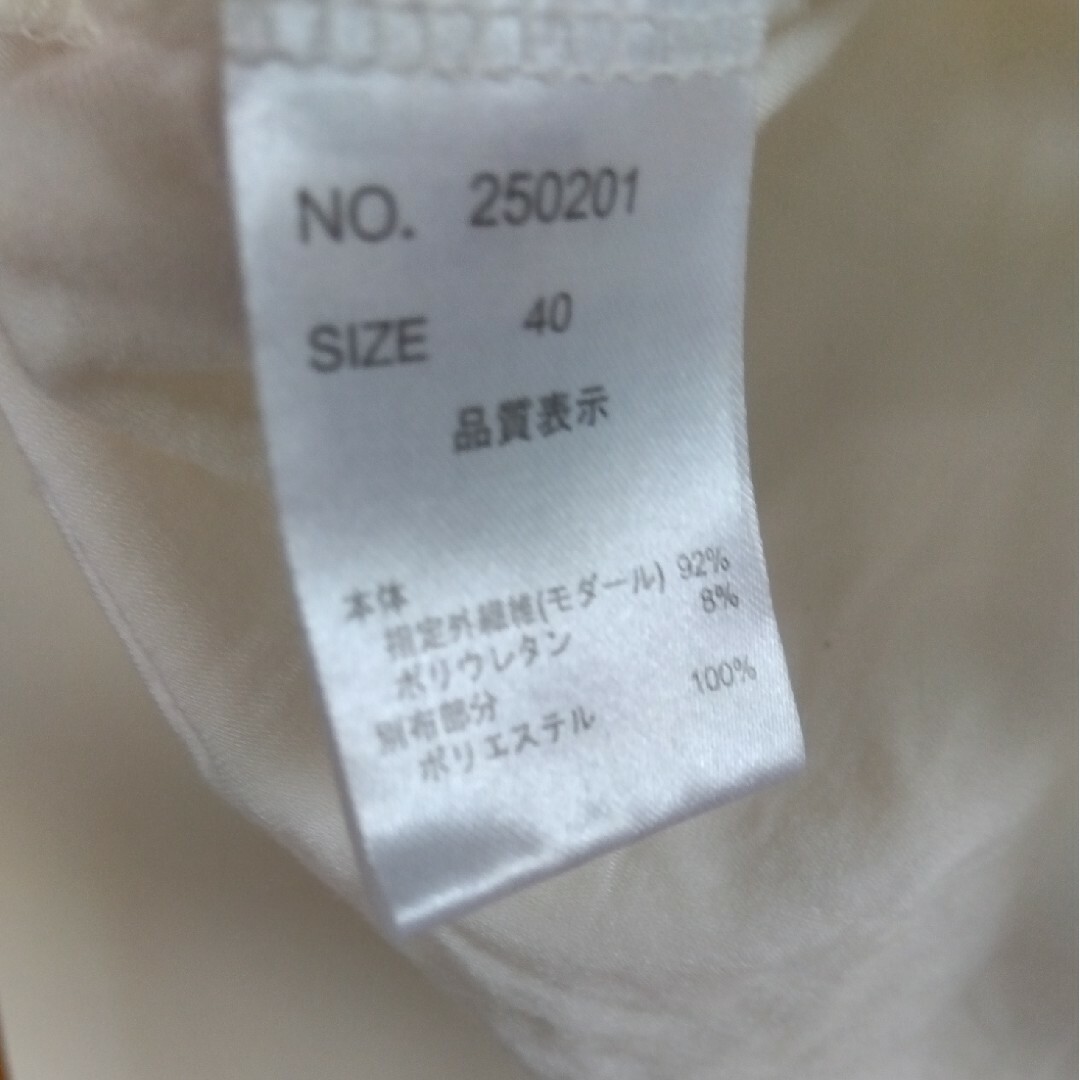 NO. 250201
SIZE 40
品質表示
本体
指定外繊維(モダール) 92%
ポリウレタン 8%
別布部分
ポリエステル 100%